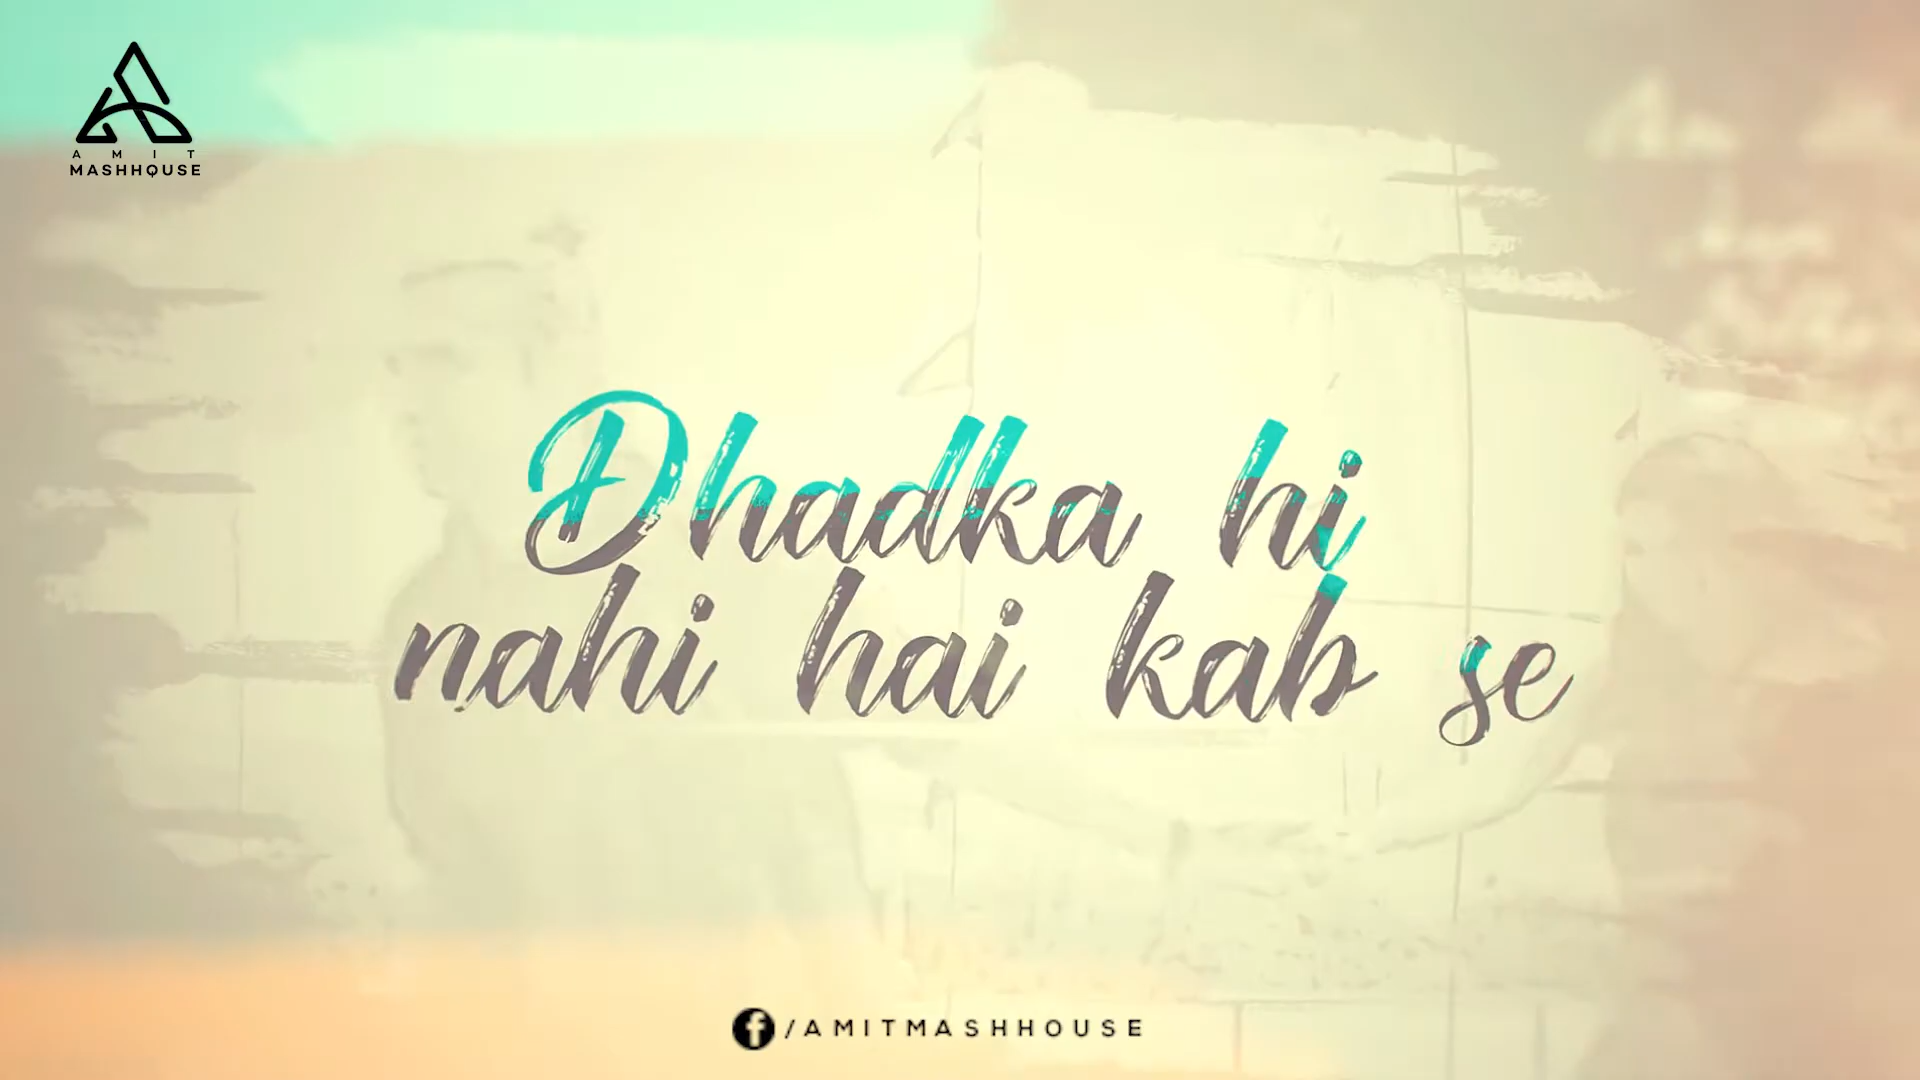 AMIT
MASHHOUSE
Dhadka hi
nahi hai kab se
/AMITMASHHOUSE